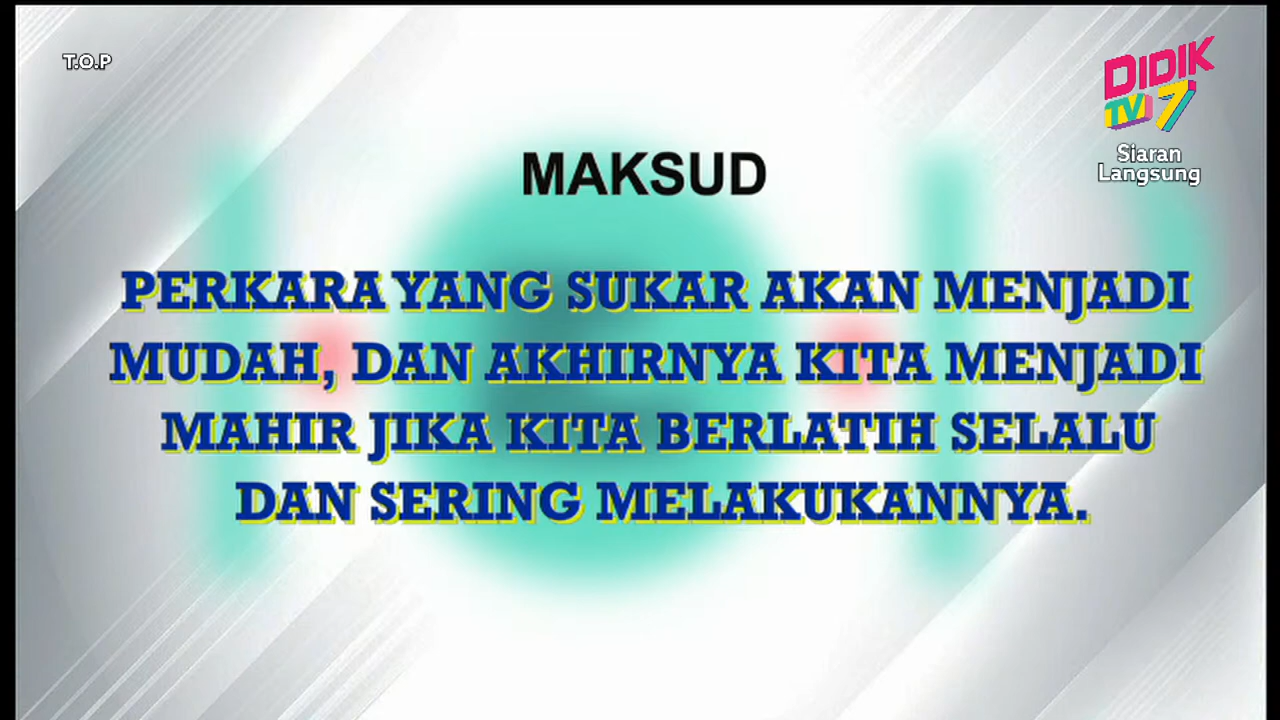 T.O.P
DIDIK
TV 7
Siaran
Langsung
MAKSUD
PERKARA YANG SUKAR AKAN MENJADI
MUDAH, DAN AKHIRNYA KITA MENJADI
MAHIR JIKA KITA BERLATIH SELALU
DAN SERING MELAKUKANNYA.